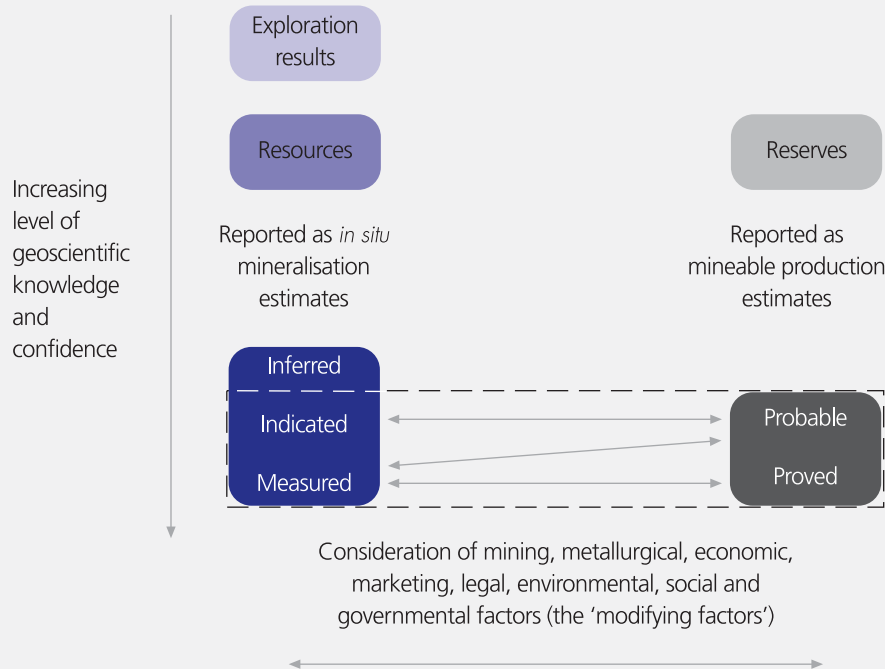 Exploration
results
Resources
Reserves
Increasing
level of
geoscientific
knowledge
and
confidence
Reported as in situ
mineralisation
estimates
Reported as
mineable production
estimates
Inferred
Indicated
Measured
Probable
Proved
Consideration of mining, metallurgical, economic,
marketing, legal, environmental, social and
governmental factors (the ‘modifying factors’)